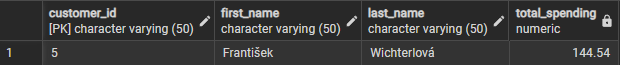 customer_id first_name last_name total_spending
[PK] character varying (50) character varying (50) character varying (50) numeric
1 5 František Wichterlová 144.54